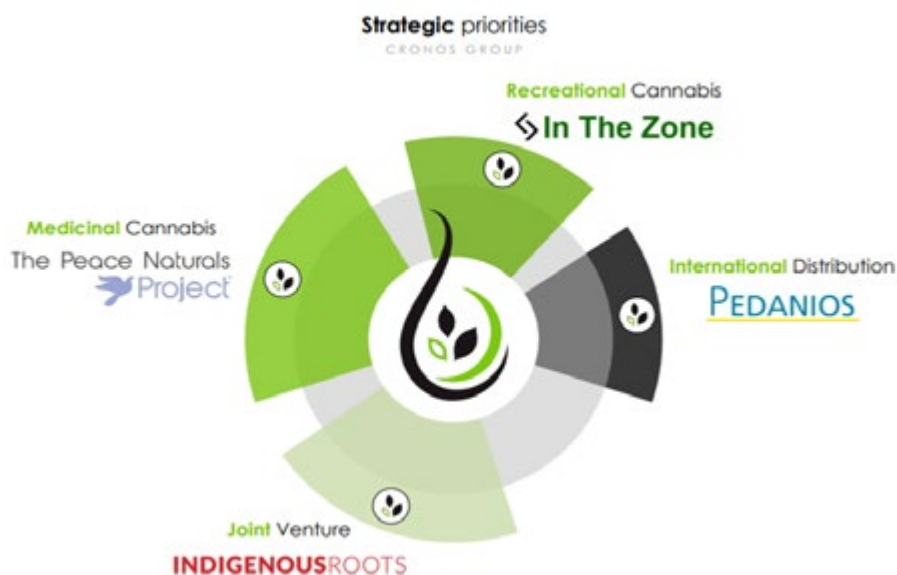 Strategic priorities
CRONOS GROUP
Recreational Cannabis
In The Zone
Medicinal Cannabis
The Peace Naturals
Project
International Distribution
PEDANIOS
Joint Venture
INDIGENOUSROOTS